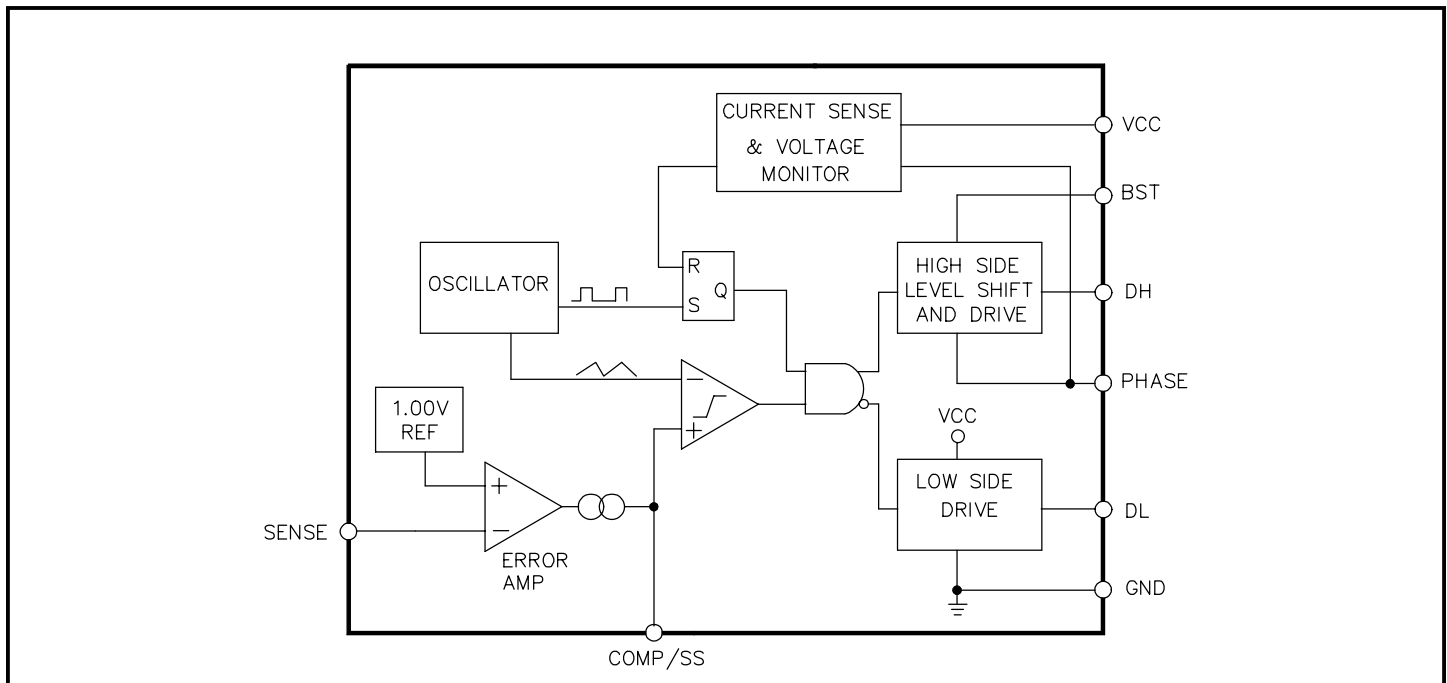 CURRENT SENSE
& VOLTAGE
MONITOR
VCC
BST
OSCILLATOR
R
S
Q
HIGH SIDE
LEVEL SHIFT
AND DRIVE
DH
PHASE
1.00V
REF
−
+
VCC
LOW SIDE
DRIVE
DL
+
−
SENSE
ERROR
AMP
GND
COMP/SS